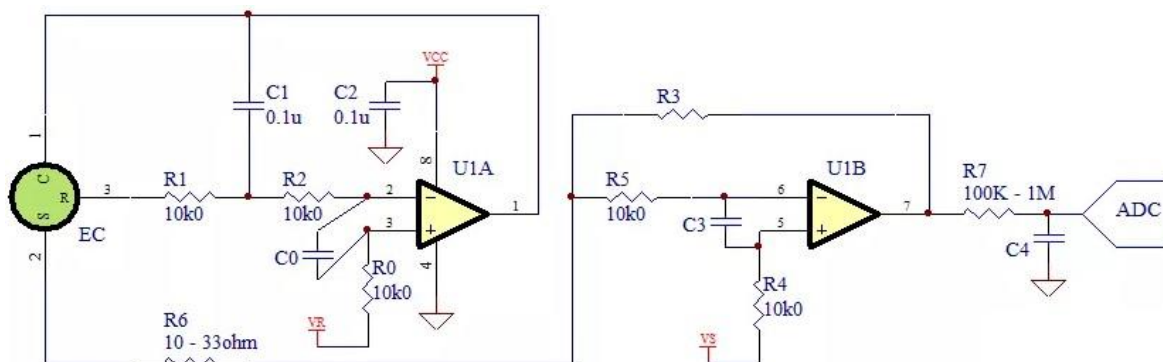 VCC
R3
C1
0.1u
C2
0.1u
1
8
U1A
C
R
S
3
R1
10k0
R2
10k0
2
3
1
R5
10k0
6
5
U1B
7
R7
100K - 1M
ADC
EC
2
C0
R0
10k0
4
C3
R4
10k0
C4
R6
10 - 33ohm
VR
VS